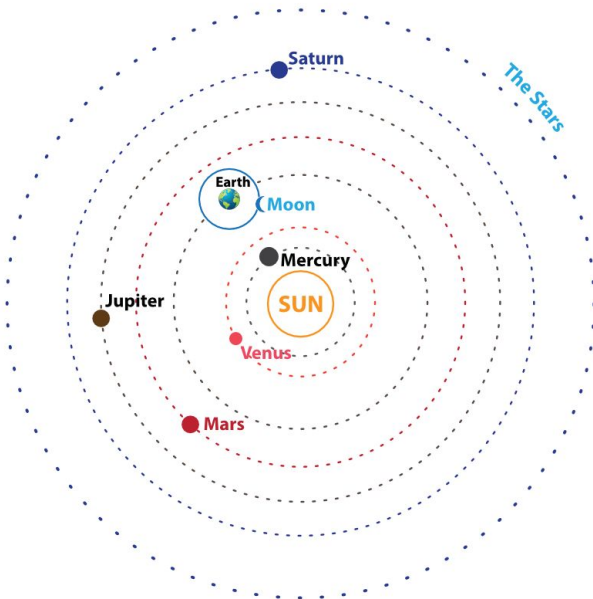 Saturn
The Stars
Earth
Moon
Mercury
SUN
Jupiter
Venus
Mars